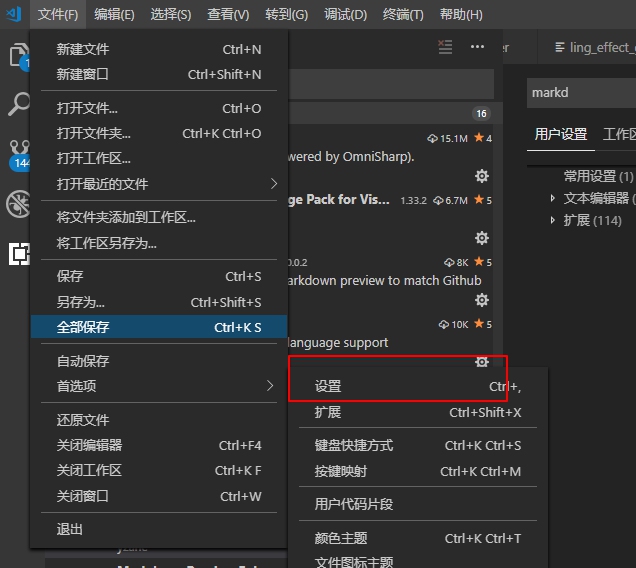 文件(F) 编辑(E) 选择(S) 查看(V) 转到(G) 调试(D) 终端(T) 帮助(H)
新建文件 Ctrl+N
新建窗口 Ctrl+Shift+N
打开文件... Ctrl+O
打开文件夹... Ctrl+K Ctrl+O
打开工作区...
打开最近的文件
将文件夹添加到工作区...
将工作区另存为...
保存 Ctrl+S
另存为... Ctrl+Shift+S
全部保存 Ctrl+K S
自动保存
首选项
还原文件
关闭编辑器 Ctrl+F4
关闭工作区 Ctrl+K F
关闭窗口 Ctrl+W
退出
144
16
15.1M 4
owered by OmniSharp).
ge Pack for Vis... 1.33.2 6.7M 5
0.0.2 8K 5
arkdown preview to match Github
10K 5
language support
设置 Ctrl+,
扩展 Ctrl+Shift+X
键盘快捷方式 Ctrl+K Ctrl+S
按键映射 Ctrl+K Ctrl+M
用户代码片段
颜色主题 Ctrl+K Ctrl+T
文件图标主题
er
ling_effect_
markd
用户设置 工作区
常用设置 (1)
文本编辑器 (
扩展 (114)